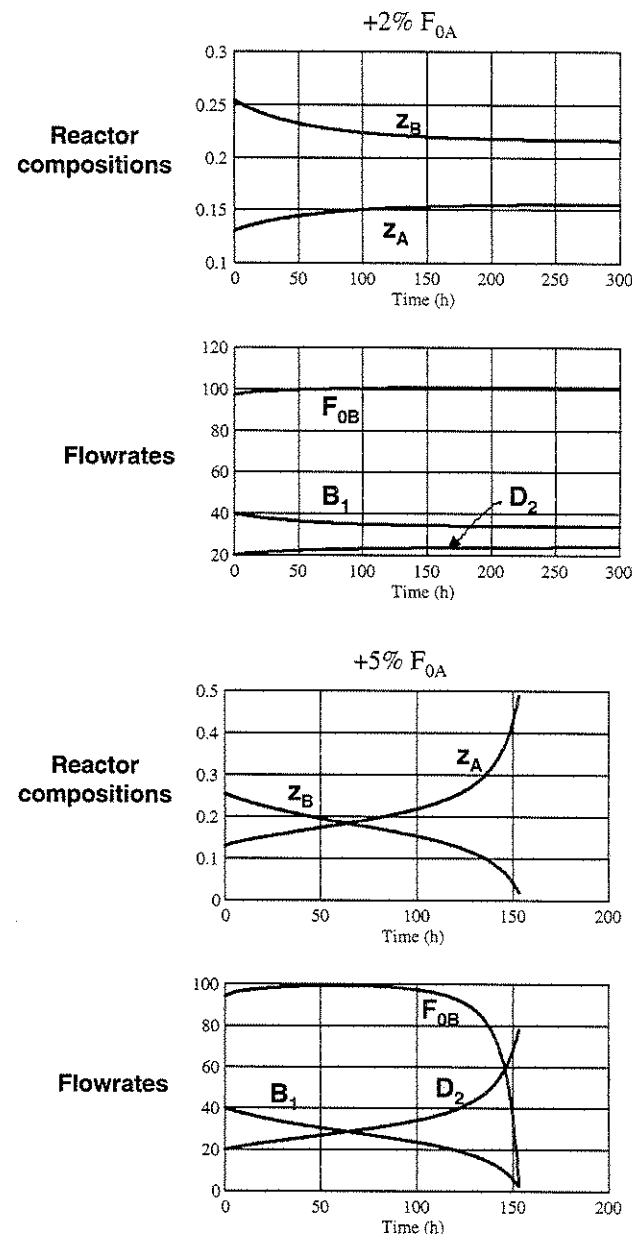 +2% F0A
0.3
0.25
0.2
0.15
0.1
Reactor
compositions
zB
zA
0 50 100 150 200 250 300
Time (h)
120
100
80
60
40
20
Flowrates
F0B
B1
D2
0 50 100 150 200 250 300
Time (h)
+5% F0A
0.5
0.4
0.3
0.2
0.1
0
Reactor
compositions
zA
zB
0 50 100 150 200
Time (h)
100
80
60
40
20
0
Flowrates
F0B
B1
D2
0 50 100 150 200
Time (h)